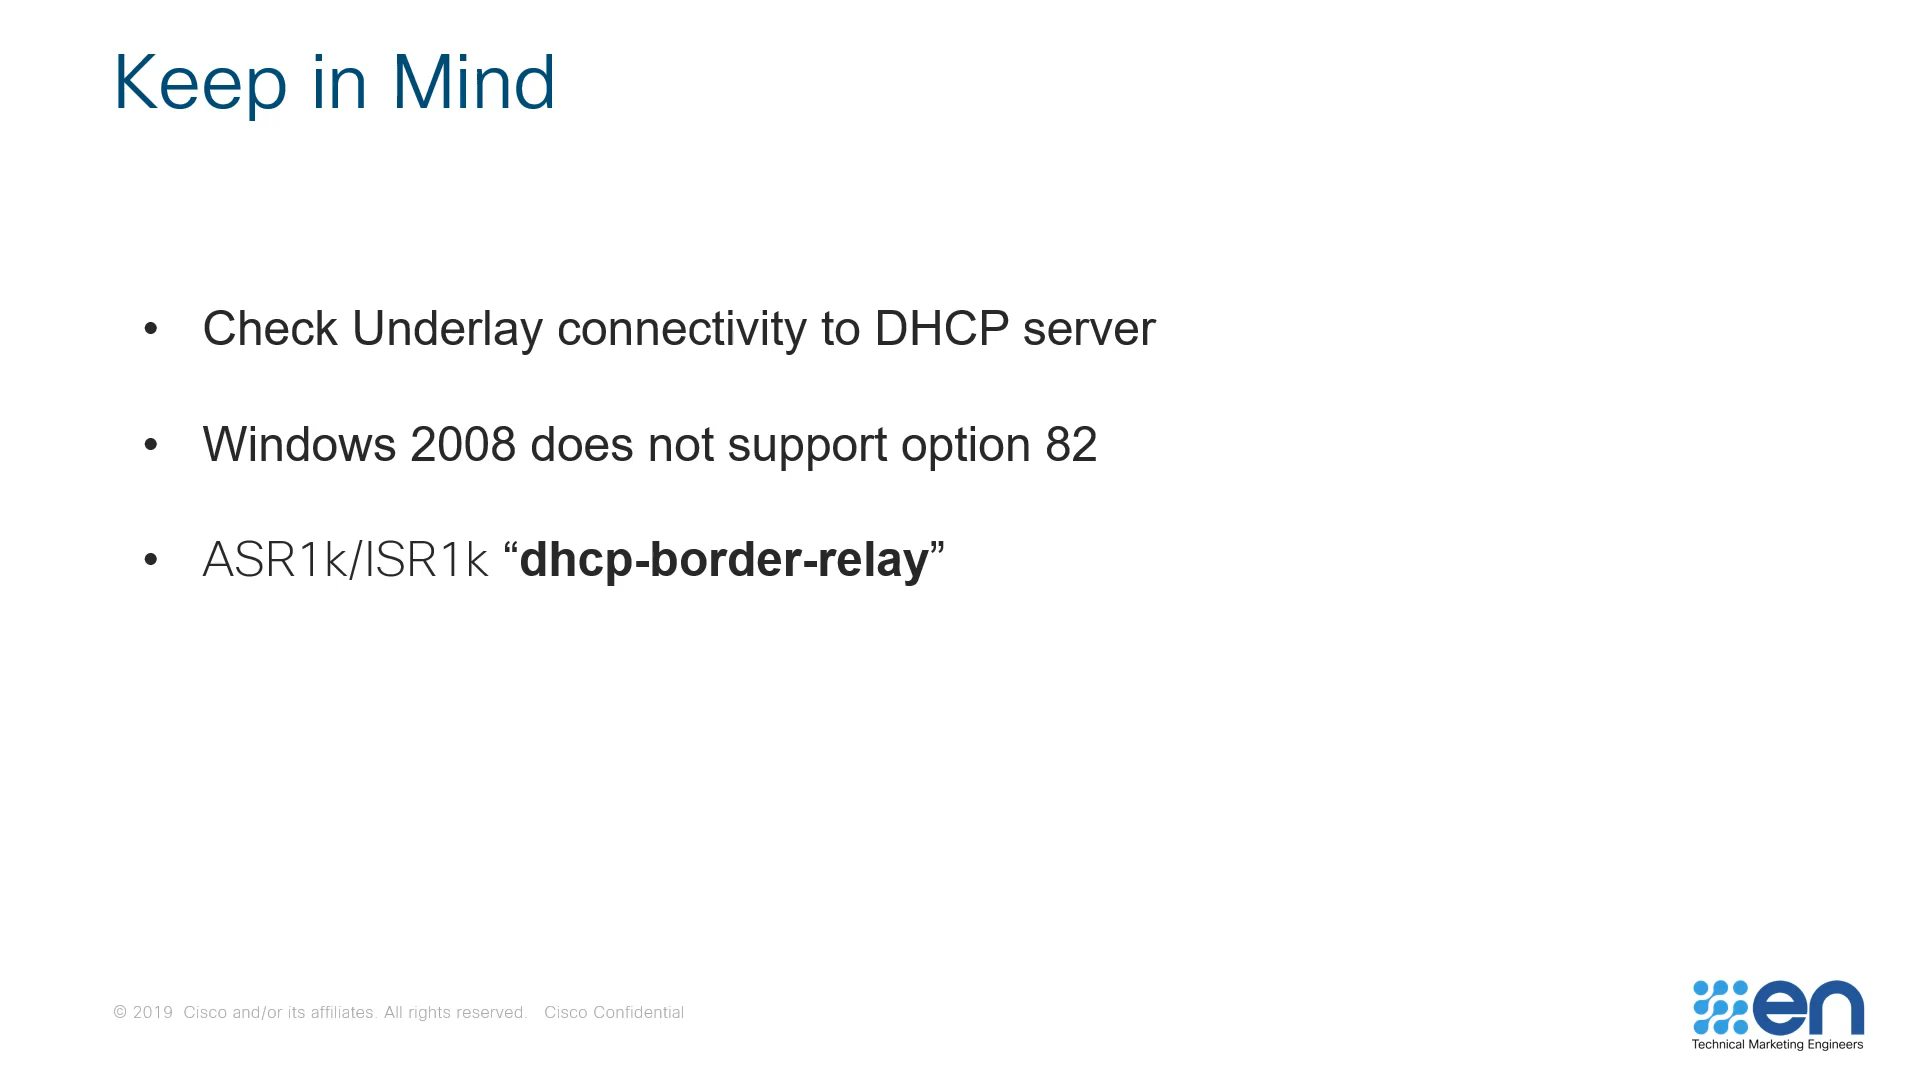 Keep in Mind
• Check Underlay connectivity to DHCP server
• Windows 2008 does not support option 82
• ASR1k/ISR1k “dhcp-border-relay”
© 2019 Cisco and/or its affiliates. All rights reserved. Cisco Confidential
en
Technical Marketing Engineers